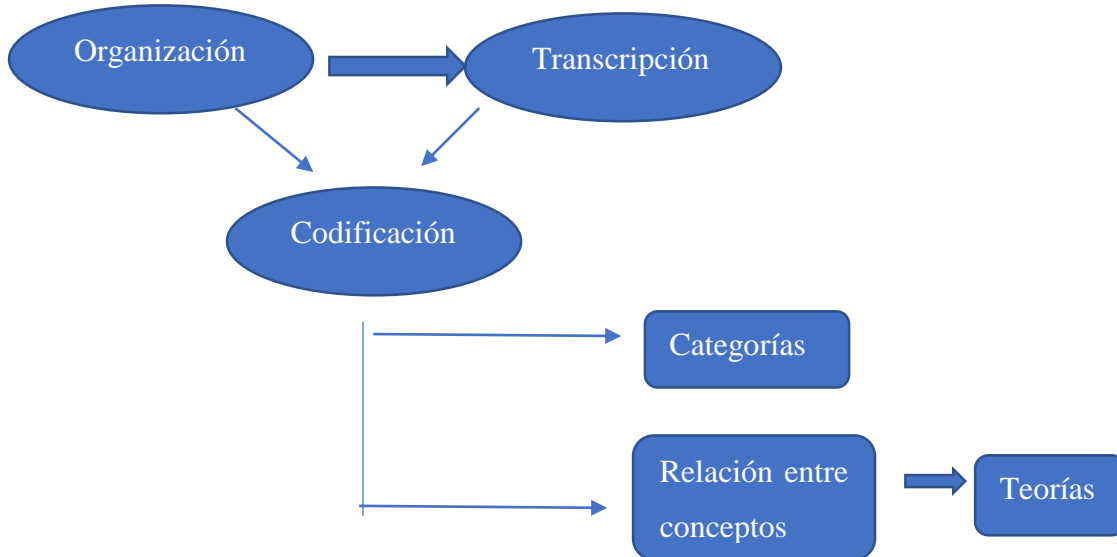 Organización
Transcripción
Codificación
Categorías
Relación entre
conceptos
Teorías